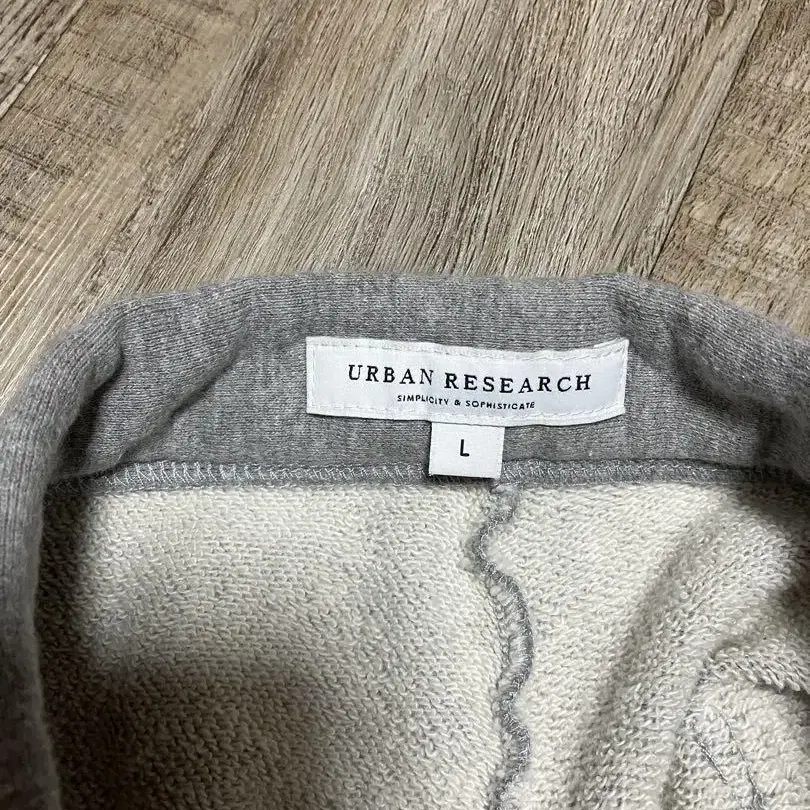 URBAN RESEARCH
SIMPLICITY & SOPHISTICATE
L